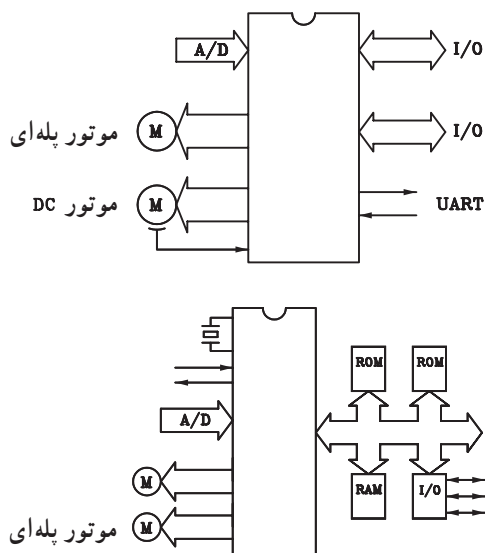 A/D I/O
M موتور پله‌ای
I/O
M موتور DC
UART
ROM ROM
A/D
M
RAM I/O
M موتور پله‌ای